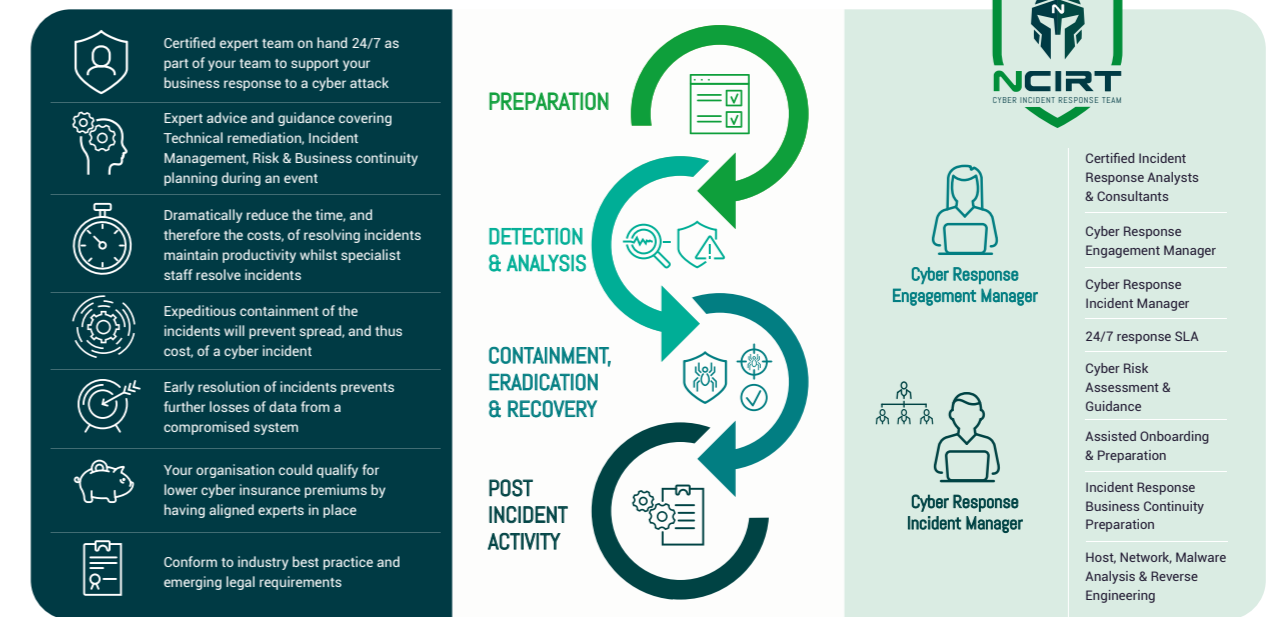 Certified expert team on hand 24/7 as
part of your team to support your
business response to a cyber attack
Expert advice and guidance covering
Technical remediation, Incident
Management, Risk & Business continuity
planning during an event
Dramatically reduce the time, and
therefore the costs, of resolving incidents
maintain productivity whilst specialist
staff resolve incidents
Expeditious containment of the
incidents will prevent spread, and thus
cost, of a cyber incident
Early resolution of incidents prevents
further losses of data from a
compromised system
Your organisation could qualify for
lower cyber insurance premiums by
having aligned experts in place
Conform to industry best practice and
emerging legal requirements
PREPARATION
DETECTION
& ANALYSIS
CONTAINMENT,
ERADICATION
& RECOVERY
POST
INCIDENT
ACTIVITY
N
NCIRT
CYBER INCIDENT RESPONSE TEAM
Cyber Response
Engagement Manager
Cyber Response
Incident Manager
Certified Incident
Response Analysts
& Consultants
Cyber Response
Engagement Manager
Cyber Response
Incident Manager
24/7 response SLA
Cyber Risk
Assessment &
Guidance
Assisted Onboarding
& Preparation
Incident Response
Business Continuity
Preparation
Host, Network, Malware
Analysis & Reverse
Engineering